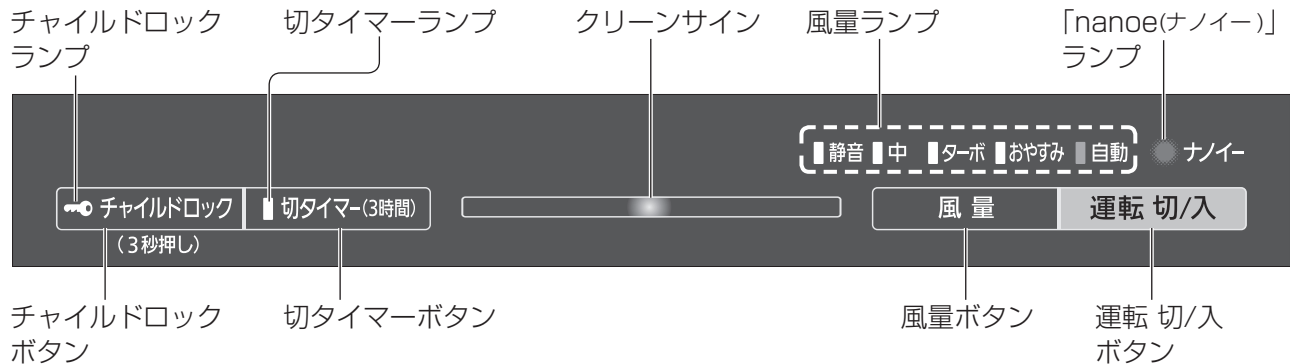 チャイルドロック
ランプ
切タイマーランプ
クリーンサイン
風量ランプ
「nanoe(ナノイー)」
ランプ
静音 中 ターボ おやすみ 自動 ナノイー
チャイルドロック 切タイマー(3時間) 風量 運転 切/入
(3秒押し)
チャイルドロック
ボタン
切タイマーボタン
風量ボタン
運転 切/入
ボタン